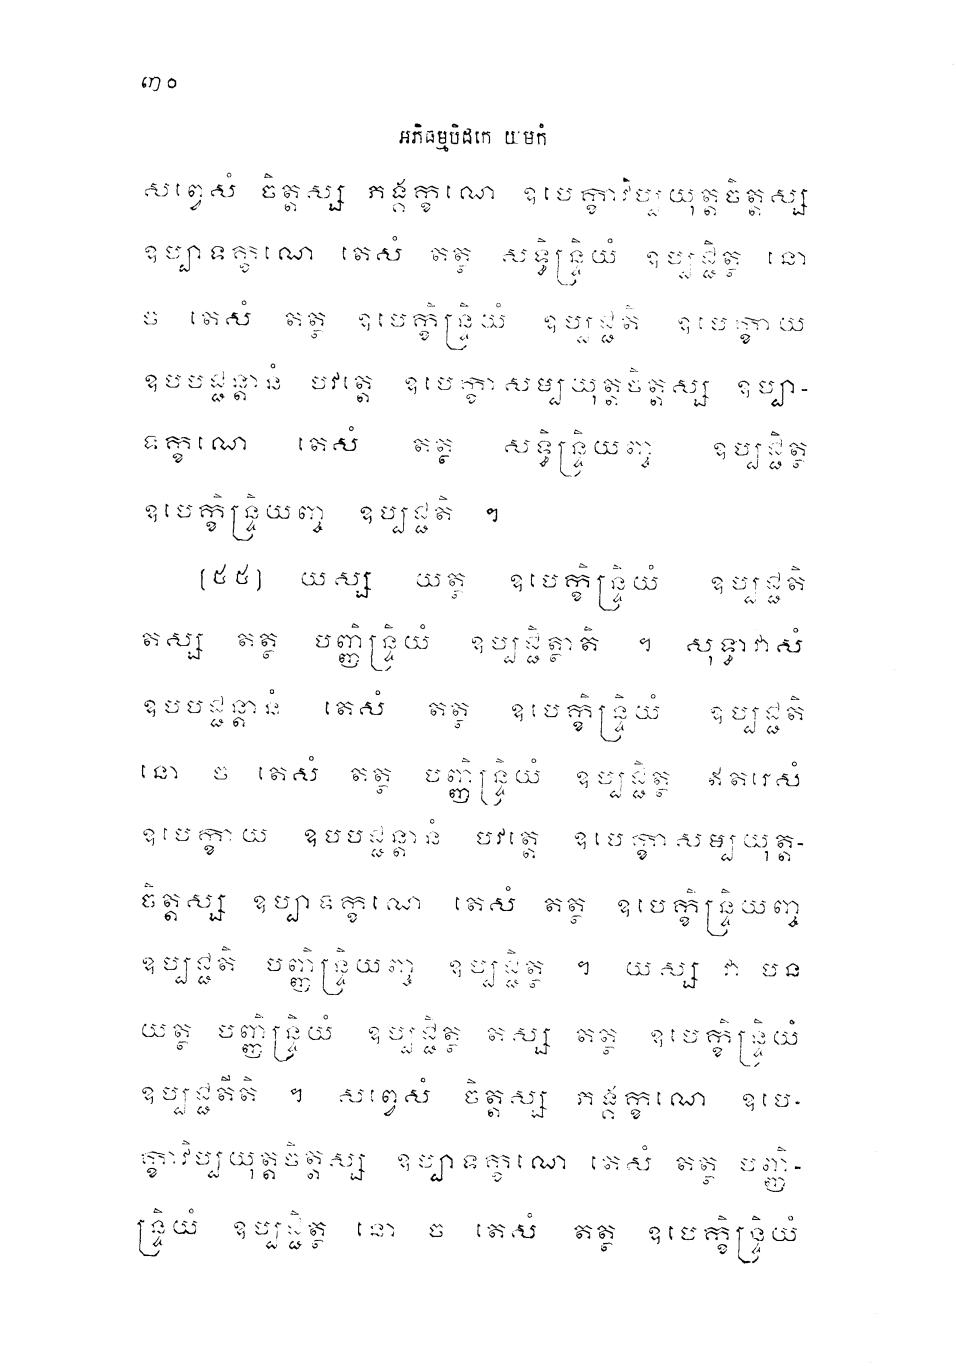 ៣០
អភិធម្មបិដកេ យមកំ
សព្វេសំ ចិត្តស្ស ភង្គក្ខណេ ឧបេក្ខាវិប្បយុត្តចិត្តស្ស
ឧប្បាទក្ខណេ តេសំ តត្ថ សទ្ធិន្ទ្រិយំ ឧប្បជ្ជិត្ថ នោ
ច តេសំ តត្ថ ឧបេក្ខិន្ទ្រិយំ ឧប្បជ្ជតិ ឧបេក្ខាយ
ឧបបជ្ជន្តានំ បវត្តេ ឧបេក្ខាសម្បយុត្តចិត្តស្ស ឧប្បា-
ទក្ខណេ តេសំ តត្ថ សទ្ធិន្ទ្រិយញ្ច ឧប្បជ្ជិត្ថ
ឧបេក្ខិន្ទ្រិយញ្ច ឧប្បជ្ជតិ ។
[៥៥] យស្ស យត្ថ ឧបេក្ខិន្ទ្រិយំ ឧប្បជ្ជតិ
តស្ស តត្ថ បញ្ញិន្ទ្រិយំ ឧប្បជ្ជិត្ថាតិ ។ សុទ្ធាវាសំ
ឧបបជ្ជន្តានំ តេសំ តត្ថ ឧបេក្ខិន្ទ្រិយំ ឧប្បជ្ជតិ
នោ ច តេសំ តត្ថ បញ្ញិន្ទ្រិយំ ឧប្បជ្ជិត្ថ ឥតរេសំ
ឧបេក្ខាយ ឧបបជ្ជន្តានំ បវត្តេ ឧបេក្ខាសម្បយុត្ត-
ចិត្តស្ស ឧប្បាទក្ខណេ តេសំ តត្ថ ឧបេក្ខិន្ទ្រិយញ្ច
ឧប្បជ្ជតិ បញ្ញិន្ទ្រិយញ្ច ឧប្បជ្ជិត្ថ ។ យស្ស វា បន
យត្ថ បញ្ញិន្ទ្រិយំ ឧប្បជ្ជិត្ថ តស្ស តត្ថ ឧបេក្ខិន្ទ្រិយំ
ឧប្បជ្ជតីតិ ។ សព្វេសំ ចិត្តស្ស ភង្គក្ខណេ ឧបេ-
ក្ខាវិប្បយុត្តចិត្តស្ស ឧប្បាទក្ខណេ តេសំ តត្ថ បញ្ញិ-
ន្ទ្រិយំ ឧប្បជ្ជិត្ថ នោ ច តេសំ តត្ថ ឧបេក្ខិន្ទ្រិយំ